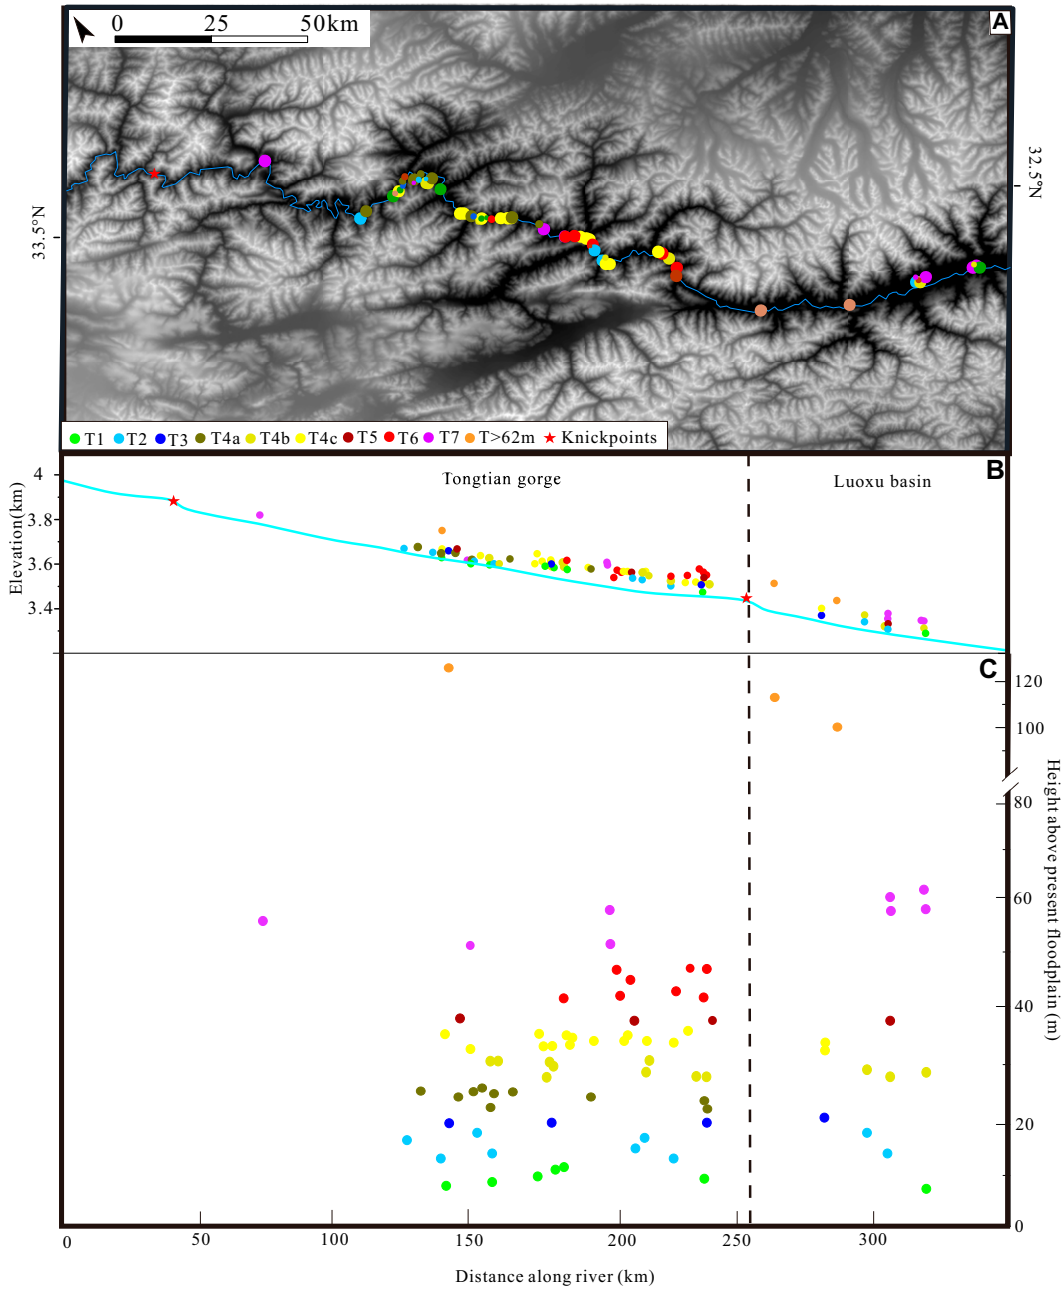 A
0 25 50km
33.5°N
32.5°N
T1 T2 T3 T4a T4b T4c T5 T6 T7 T>62m Knickpoints
B
Tongtian gorge Luoxu basin
Elevation(km)
4
3.8
3.6
3.4
C
120
100
80
60
40
20
0
Height above present floodplain (m)
0 50 100 150 200 250 300
Distance along river (km)